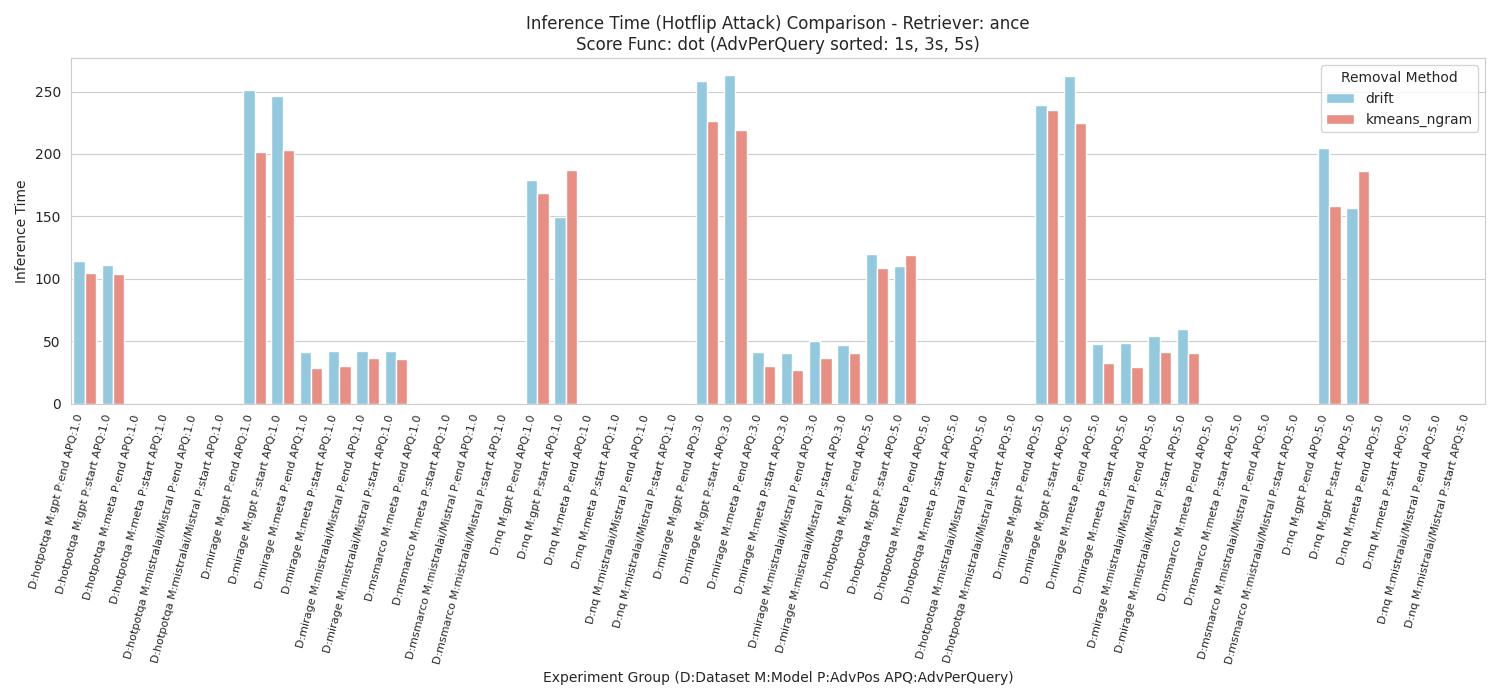 Inference Time (Hotflip Attack) Comparison - Retriever: ance
Score Func: dot (AdvPerQuery sorted: 1s, 3s, 5s)
Removal Method
drift
kmeans_ngram
Inference Time
250
200
150
100
50
0
D:hotpotqa M:gpt P:end APQ:1.0
D:hotpotqa M:gpt P:start APQ:1.0
D:hotpotqa M:meta P:end APQ:1.0
D:hotpotqa M:meta P:start APQ:1.0
D:hotpotqa M:mistralai/Mistral P:end APQ:1.0
D:hotpotqa M:mistralai/Mistral P:start APQ:1.0
D:mirage M:gpt P:end APQ:1.0
D:mirage M:gpt P:start APQ:1.0
D:mirage M:meta P:end APQ:1.0
D:mirage M:meta P:start APQ:1.0
D:mirage M:mistralai/Mistral P:end APQ:1.0
D:mirage M:mistralai/Mistral P:start APQ:1.0
D:msmarco M:meta P:end APQ:1.0
D:msmarco M:meta P:start APQ:1.0
D:msmarco M:mistralai/Mistral P:end APQ:1.0
D:msmarco M:mistralai/Mistral P:start APQ:1.0
D:nq M:gpt P:end APQ:1.0
D:nq M:gpt P:start APQ:1.0
D:nq M:meta P:end APQ:1.0
D:nq M:meta P:start APQ:1.0
D:nq M:mistralai/Mistral P:end APQ:1.0
D:nq M:mistralai/Mistral P:start APQ:1.0
D:mirage M:gpt P:end APQ:3.0
D:mirage M:gpt P:start APQ:3.0
D:mirage M:meta P:end APQ:3.0
D:mirage M:meta P:start APQ:3.0
D:mirage M:mistralai/Mistral P:end APQ:3.0
D:mirage M:mistralai/Mistral P:start APQ:3.0
D:hotpotqa M:gpt P:end APQ:5.0
D:hotpotqa M:gpt P:start APQ:5.0
D:hotpotqa M:meta P:end APQ:5.0
D:hotpotqa M:meta P:start APQ:5.0
D:hotpotqa M:mistralai/Mistral P:end APQ:5.0
D:hotpotqa M:mistralai/Mistral P:start APQ:5.0
D:mirage M:gpt P:end APQ:5.0
D:mirage M:gpt P:start APQ:5.0
D:mirage M:meta P:end APQ:5.0
D:mirage M:meta P:start APQ:5.0
D:mirage M:mistralai/Mistral P:end APQ:5.0
D:mirage M:mistralai/Mistral P:start APQ:5.0
D:msmarco M:meta P:end APQ:5.0
D:msmarco M:meta P:start APQ:5.0
D:msmarco M:mistralai/Mistral P:end APQ:5.0
D:msmarco M:mistralai/Mistral P:start APQ:5.0
D:nq M:gpt P:end APQ:5.0
D:nq M:gpt P:start APQ:5.0
D:nq M:meta P:end APQ:5.0
D:nq M:meta P:start APQ:5.0
D:nq M:mistralai/Mistral P:end APQ:5.0
D:nq M:mistralai/Mistral P:start APQ:5.0
Experiment Group (D:Dataset M:Model P:AdvPos APQ:AdvPerQuery)